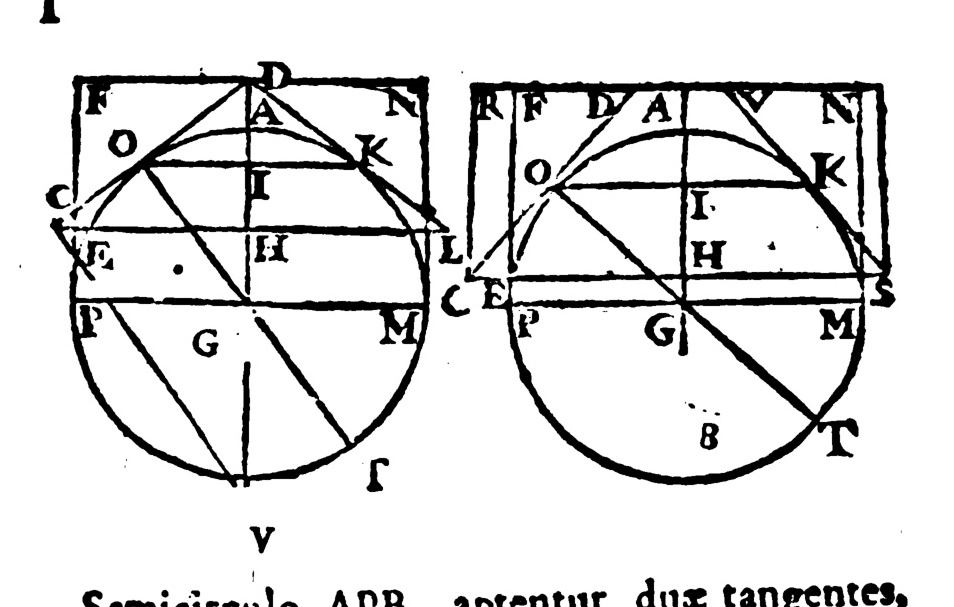 F D N R F D A V N
O A K
O K
I I
C
E H L H
C E S
P G M P G M
B T
T
V
Semicirculo APB, aptentur duæ tangentes,